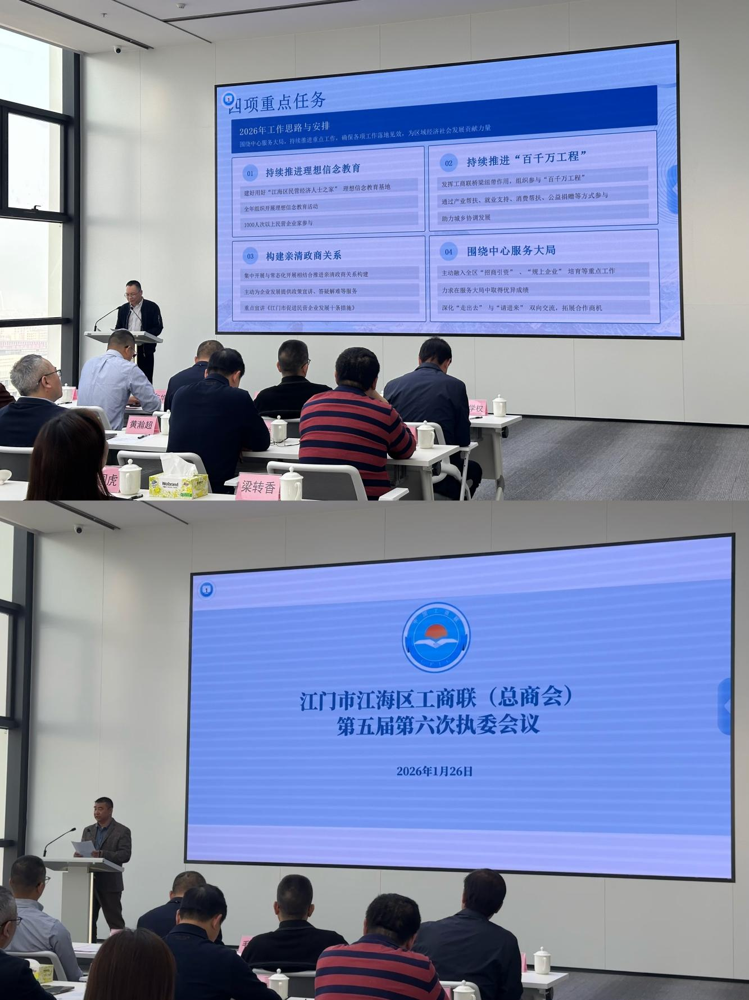 1
四项重点任务
2026年工作思路与安排
围绕中心服务大局，持续推进重点工作，确保各项工作落地见效，为区域经济社会发展贡献力量
01 持续推进理想信念教育
建好用好“江海区民营经济人士之家” 理想信念教育基地
全年组织开展理想信念教育活动
1000人次以上民营企业家参与
02 持续推进“百千万工程”
发挥工商联桥梁纽带作用，组织参与“百千万工程”
通过产业帮扶、就业支持、消费帮扶、公益捐赠等方式参与
助力城乡协调发展
03 构建亲清政商关系
集中开展与常态化开展相结合推进亲清政商关系构建
主动为企业发展提供政策宣讲、答疑解难等服务
重点宣讲《江门市促进民营企业发展十条措施》
04 围绕中心服务大局
主动融入全区“招商引资” 、“规上企业” 培育等重点工作
力求在服务大局中取得优异成绩
深化“走出去” 与“请进来” 双向交流，拓展合作商机
学权
黄瀚超
虎
Weibrand
梁转香
1
中国工商联
江门市江海区工商联（总商会）
第五届第六次执委会议
2026年1月26日